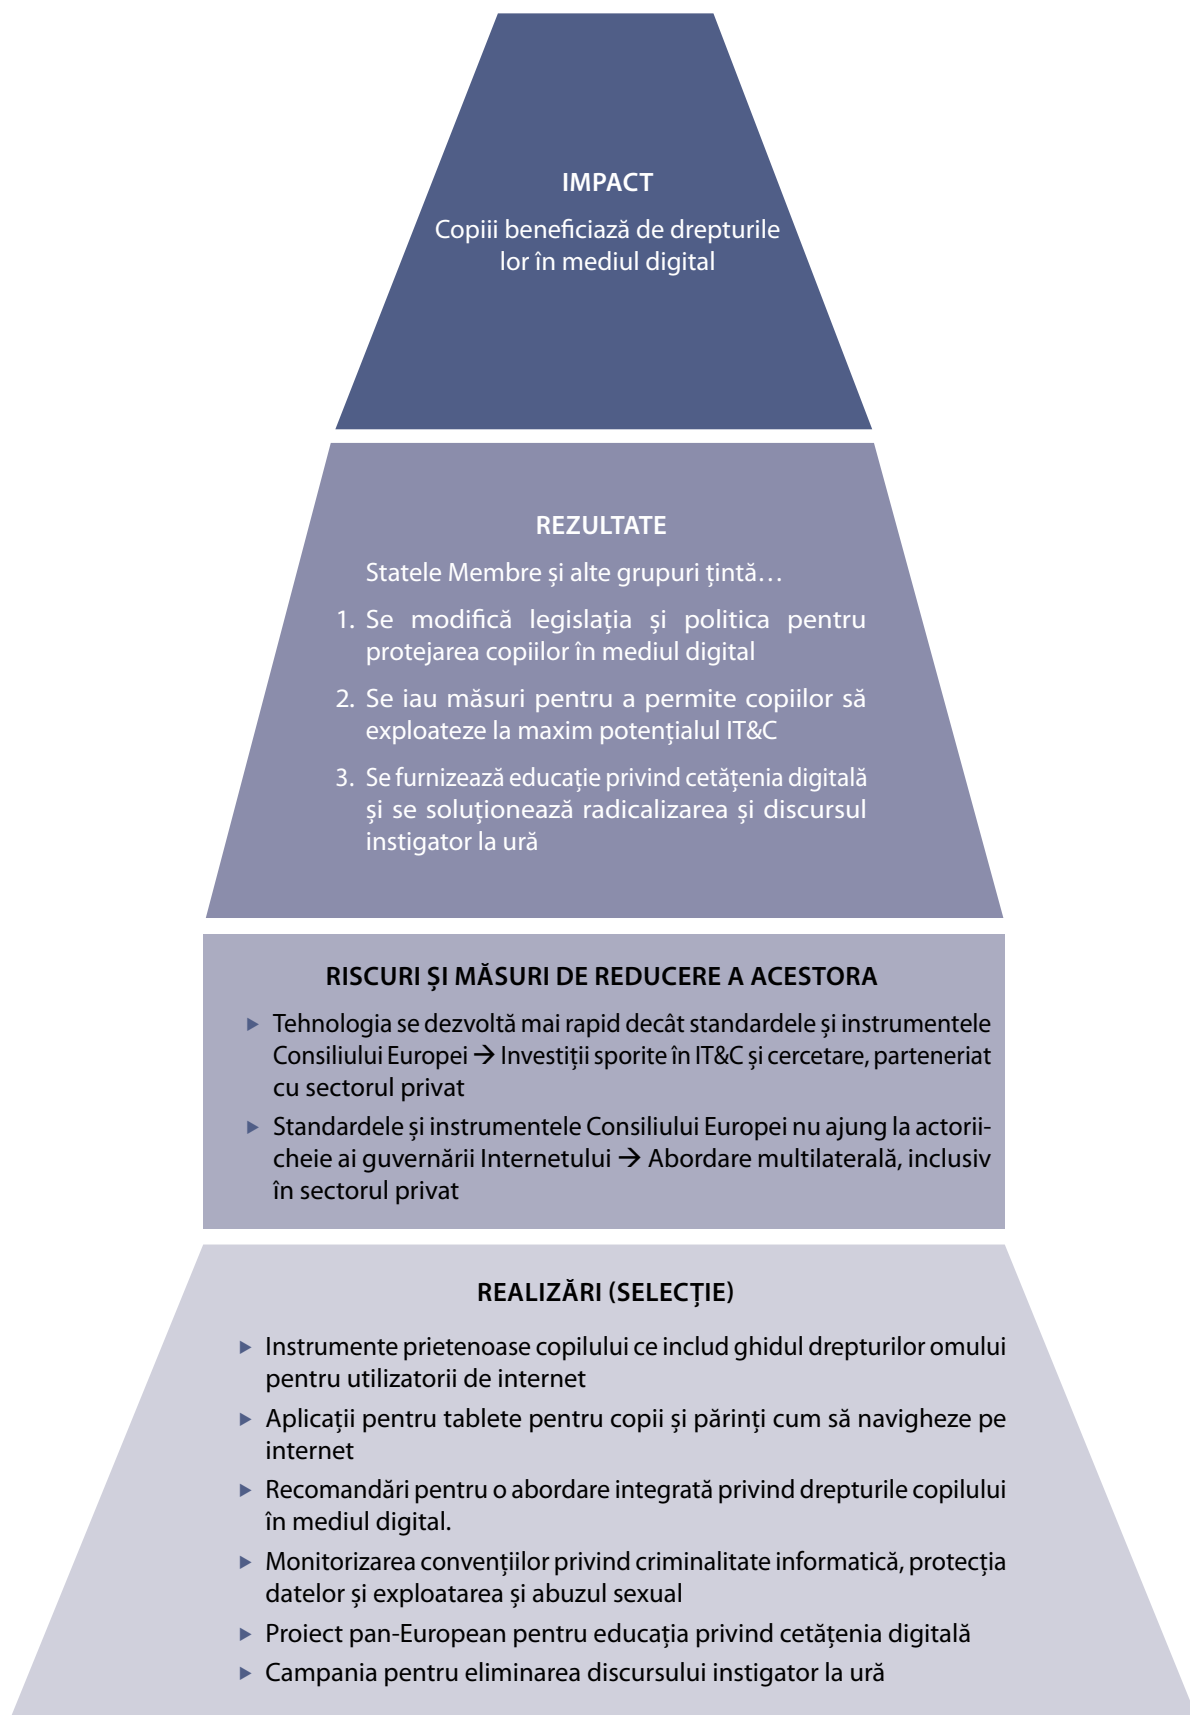 IMPACT
Copiii beneficiază de drepturile
lor în mediul digital
REZULTATE
Statele Membre și alte grupuri țintă…
1. Se modifică legislația și politica pentru
protejarea copiilor în mediul digital
2. Se iau măsuri pentru a permite copiilor să
exploateze la maxim potențialul IT&C
3. Se furnizează educație privind cetățenia digitală
și se soluționează radicalizarea și discursul
instigator la ură
RISCURI ȘI MĂSURI DE REDUCERE A ACESTORA
▶ Tehnologia se dezvoltă mai rapid decât standardele și instrumentele
Consiliului Europei → Investiții sporite în IT&C și cercetare, parteneriat
cu sectorul privat
▶ Standardele și instrumentele Consiliului Europei nu ajung la actorii-
cheie ai guvernării Internetului → Abordare multilaterală, inclusiv
în sectorul privat
REALIZĂRI (SELECȚIE)
▶ Instrumente prietenoase copilului ce includ ghidul drepturilor omului
pentru utilizatorii de internet
▶ Aplicații pentru tablete pentru copii și părinți cum să navigheze pe
internet
▶ Recomandări pentru o abordare integrată privind drepturile copilului
în mediul digital.
▶ Monitorizarea convențiilor privind criminalitate informatică, protecția
datelor și exploatarea și abuzul sexual
▶ Proiect pan-European pentru educația privind cetățenia digitală
▶ Campania pentru eliminarea discursului instigator la ură